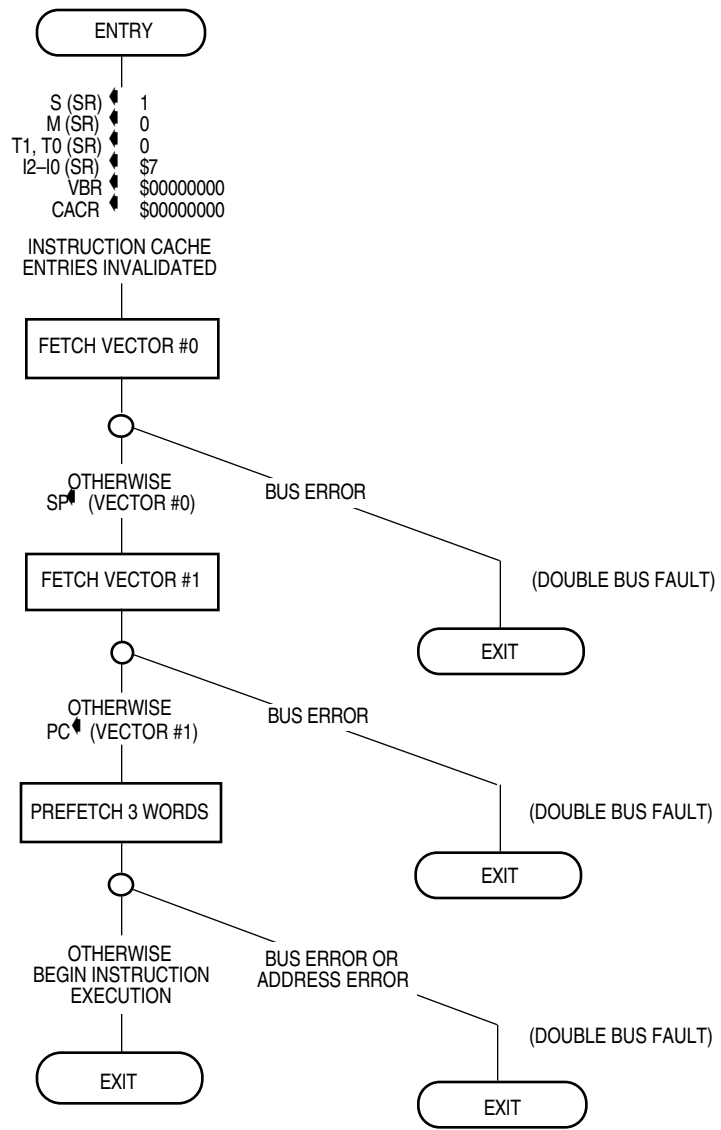 ENTRY
S (SR) 1
M (SR) 0
T1, T0 (SR) 0
I2–I0 (SR) $7
VBR $00000000
CACR $00000000
INSTRUCTION CACHE
ENTRIES INVALIDATED
FETCH VECTOR #0
OTHERWISE
SP (VECTOR #0)
BUS ERROR
FETCH VECTOR #1
(DOUBLE BUS FAULT)
EXIT
OTHERWISE
PC (VECTOR #1)
BUS ERROR
PREFETCH 3 WORDS
(DOUBLE BUS FAULT)
EXIT
OTHERWISE
BEGIN INSTRUCTION
EXECUTION
BUS ERROR OR
ADDRESS ERROR
(DOUBLE BUS FAULT)
EXIT
EXIT